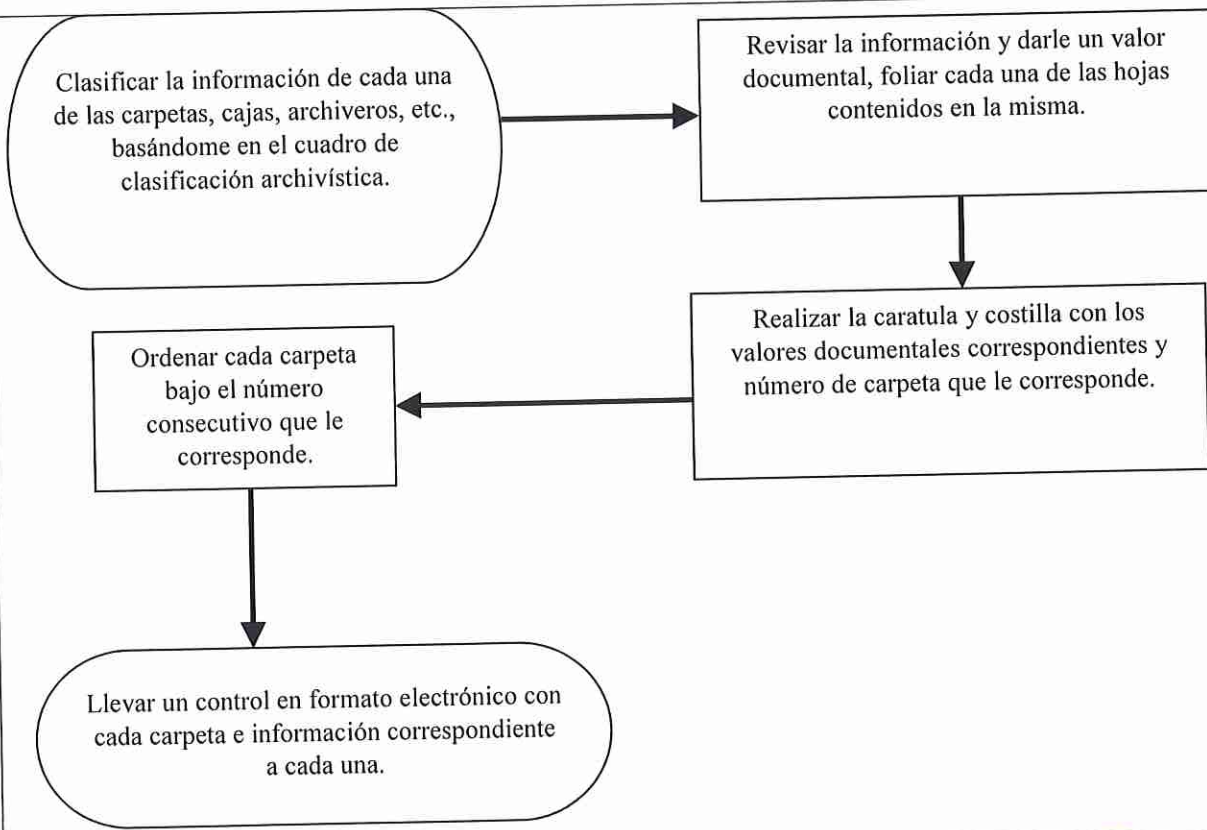 Clasificar la información de cada una
de las carpetas, cajas, archiveros, etc.,
basándome en el cuadro de
clasificación archivística.
Revisar la información y darle un valor
documental, foliar cada una de las hojas
contenidos en la misma.
Realizar la caratula y costilla con los
valores documentales correspondientes y
número de carpeta que le corresponde.
Ordenar cada carpeta
bajo el número
consecutivo que le
corresponde.
Llevar un control en formato electrónico con
cada carpeta e información correspondiente
a cada una.